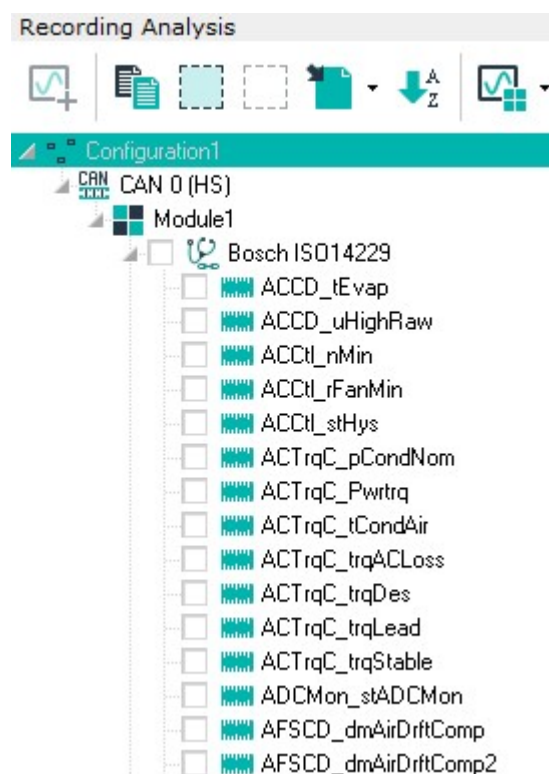 Recording Analysis
A
Z
Configuration1
CAN CAN 0 (HS)
Module1
Bosch ISO14229
ACCD_tEvap
ACCD_uHighRaw
ACCtl_nMin
ACCtl_rFanMin
ACCtl_stHys
ACTrqC_pCondNom
ACTrqC_Pwrtrq
ACTrqC_tCondAir
ACTrqC_trqACLoss
ACTrqC_trqDes
ACTrqC_trqLead
ACTrqC_trqStable
ADCMon_stADCMon
AFSCD_dmAirDrftComp
AFSCD_dmAirDrftComp2